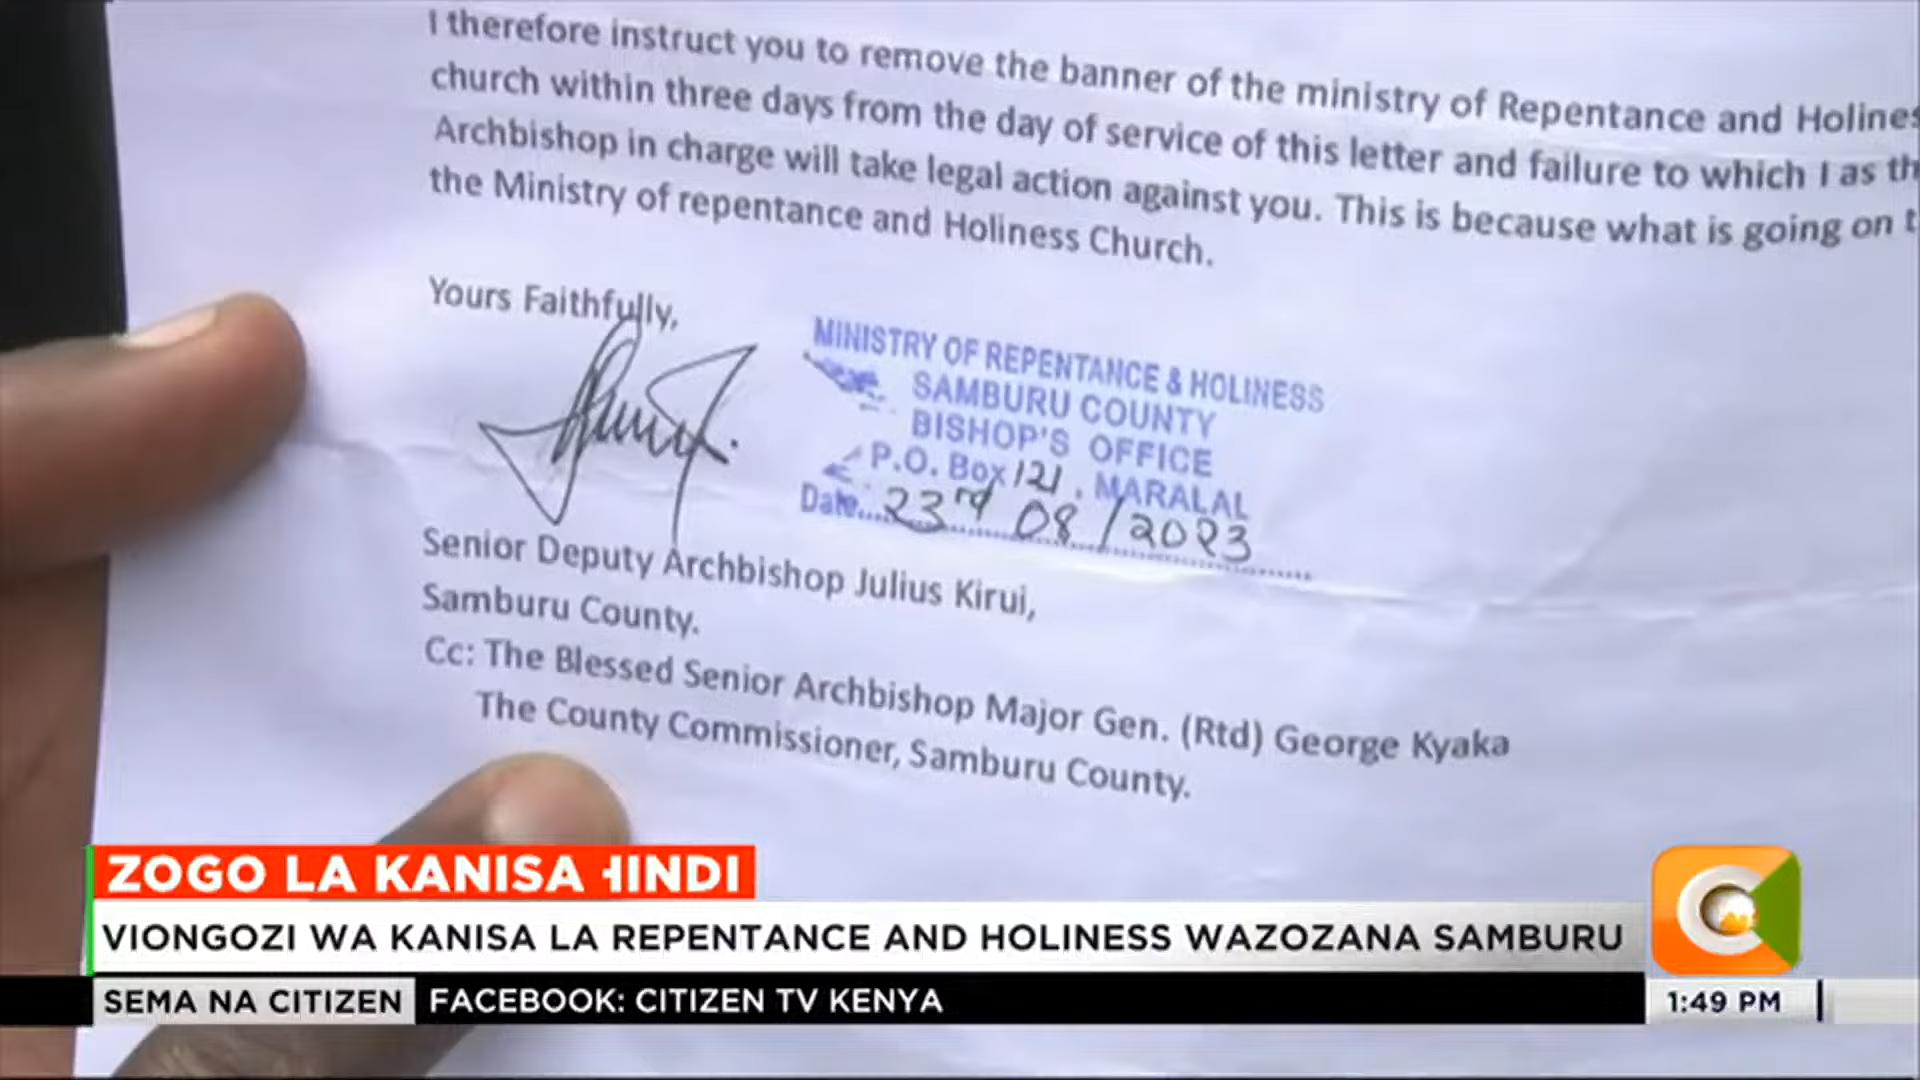 I therefore instruct you to remove the banner of the ministry of Repentance and Holines
church within three days from the day of service of this letter and failure to which I as th
Archbishop in charge will take legal action against you. This is because what is going on t
the Ministry of repentance and Holiness Church.
Yours Faithfully,
MINISTRY OF REPENTANCE & HOLINESS
SAMBURU COUNTY
BISHOP'S OFFICE
P.O. Box 121, MARALAL
Date.... 23rd 08/2023
Senior Deputy Archbishop Julius Kirui,
Samburu County.
Cc: The Blessed Senior Archbishop Major Gen. (Rtd) George Kyaka
The County Commissioner, Samburu County.
ZOGO LA KANISA HINDI
VIONGOZI WA KANISA LA REPENTANCE AND HOLINESS WAZOZANA SAMBURU
SEMA NA CITIZEN FACEBOOK: CITIZEN TV KENYA
1:49 PM